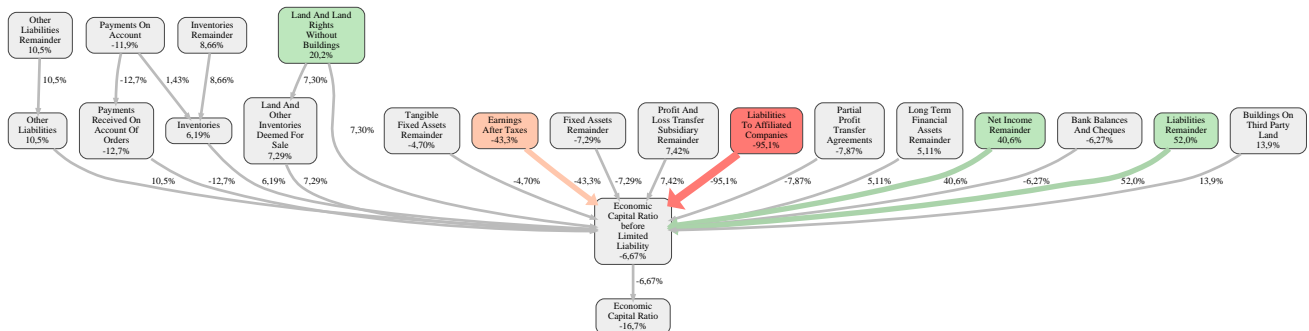 Other
Liabilities
Remainder
10,5%
Payments On
Account
-11,9%
Inventories
Remainder
8,66%
Land And Land
Rights
Without
Buildings
20,2%
10,5%
-12,7%
1,43%
8,66%
7,30%
Other
Liabilities
10,5%
Payments
Received On
Account Of
Orders
-12,7%
Inventories
6,19%
Land And
Other
Inventories
Deemed For
Sale
7,29%
7,30%
Tangible
Fixed Assets
Remainder
-4,70%
Earnings
After Taxes
-43,3%
Fixed Assets
Remainder
-7,29%
Profit And
Loss Transfer
Subsidiary
Remainder
7,42%
Liabilities
To Affiliated
Companies
-95,1%
Partial
Profit
Transfer
Agreements
-7,87%
Long Term
Financial
Assets
Remainder
5,11%
Net Income
Remainder
40,6%
Bank Balances
And Cheques
-6,27%
Liabilities
Remainder
52,0%
Buildings On
Third Party
Land
13,9%
10,5%
-12,7%
6,19%
7,29%
-4,70%
-43,3%
-7,29%
7,42%
-95,1%
-7,87%
5,11%
40,6%
-6,27%
52,0%
13,9%
Economic
Capital Ratio
before
Limited
Liability
-6,67%
-6,67%
Economic
Capital Ratio
-16,7%